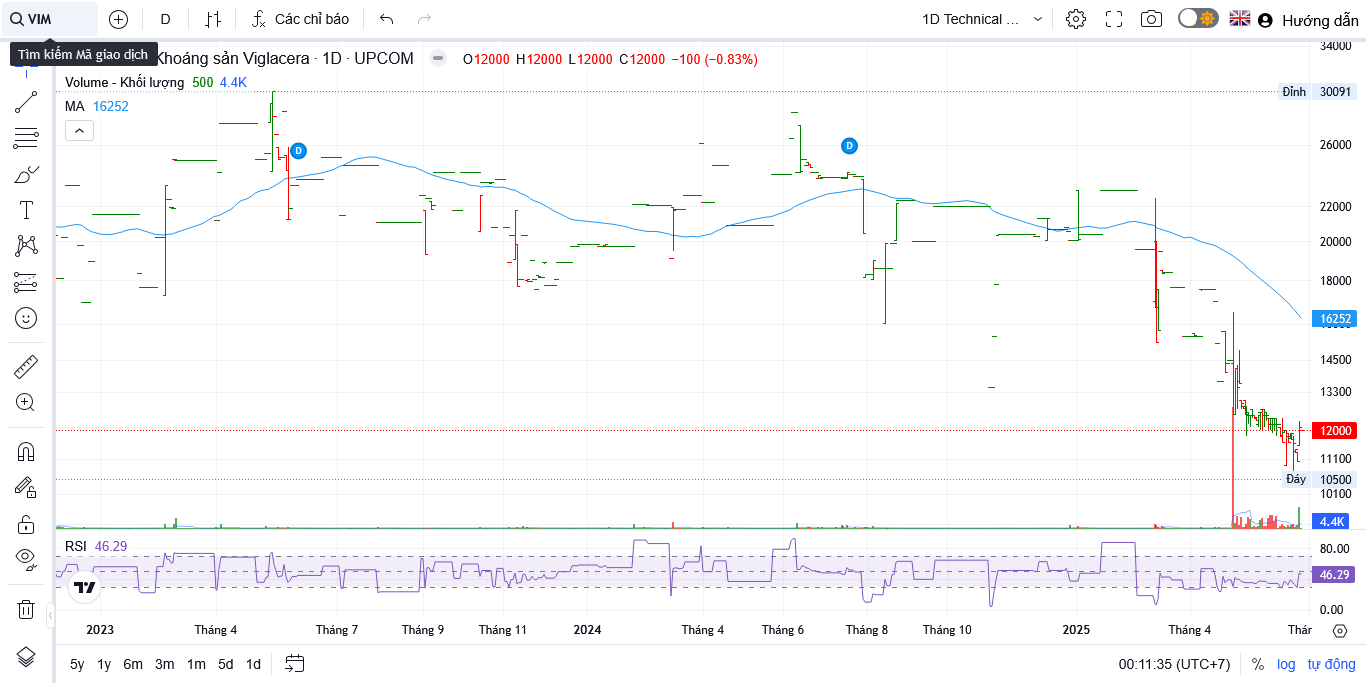 VIM
D
Các chỉ báo
1D Technical ...
Hướng dẫn
Tìm kiếm Mã giao dịch
Khoáng sản Viglacera · 1D · UPCOM
O12000 H12000 L12000 C12000 −100 (−0.83%)
Volume - Khối lượng 500 4.4K
MA 16252
D
D
34000
Đỉnh 30091
26000
22000
20000
18000
16252
14500
13300
12000
11100
Đáy 10500
10100
4.4K
RSI 46.29
80.00
46.29
0.00
2023 Tháng 4 Tháng 7 Tháng 9 Tháng 11 2024 Tháng 4 Tháng 6 Tháng 8 Tháng 10 2025 Tháng 4 Thár
5y 1y 6m 3m 1m 5d 1d
00:11:35 (UTC+7) % log tự động